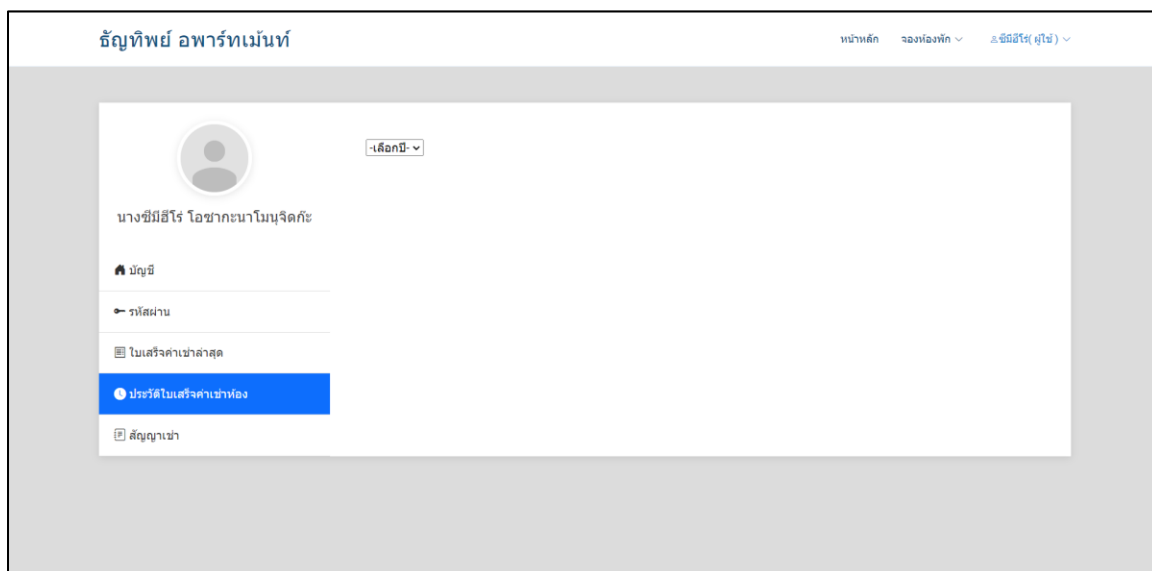 ธัญทิพย์ อพาร์ทเม้นท์
หน้าหลัก
จองห้องพัก
ซีมีฮีโร่( ผู้ใช้ )
-เลือกปี-
นางซีมีฮีโร่ โอซากะนาโมนุจิดก๊ะ
บัญชี
รหัสผ่าน
ใบเสร็จค่าเช่าล่าสุด
ประวัติใบเสร็จค่าเช่าห้อง
สัญญาเช่า